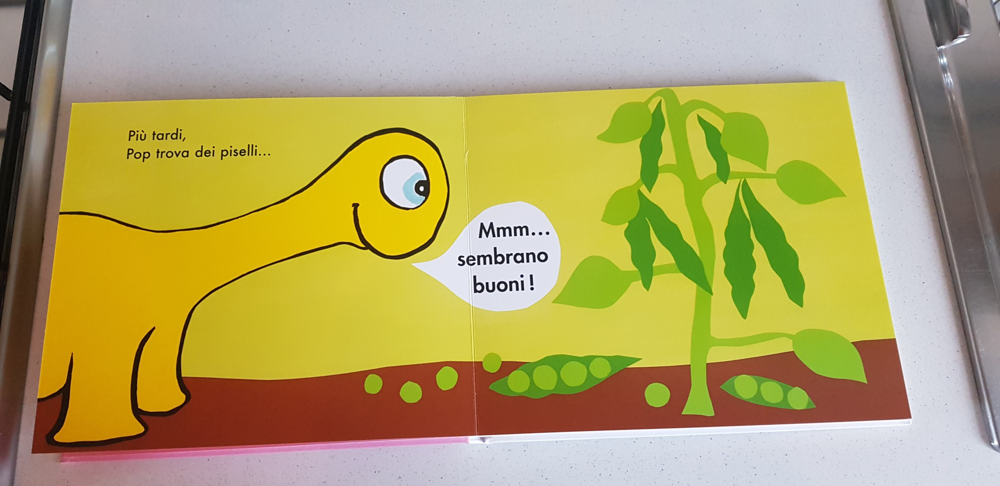 Più tardi,
Pop trova dei piselli...
Mmm...
sembrano
buoni !